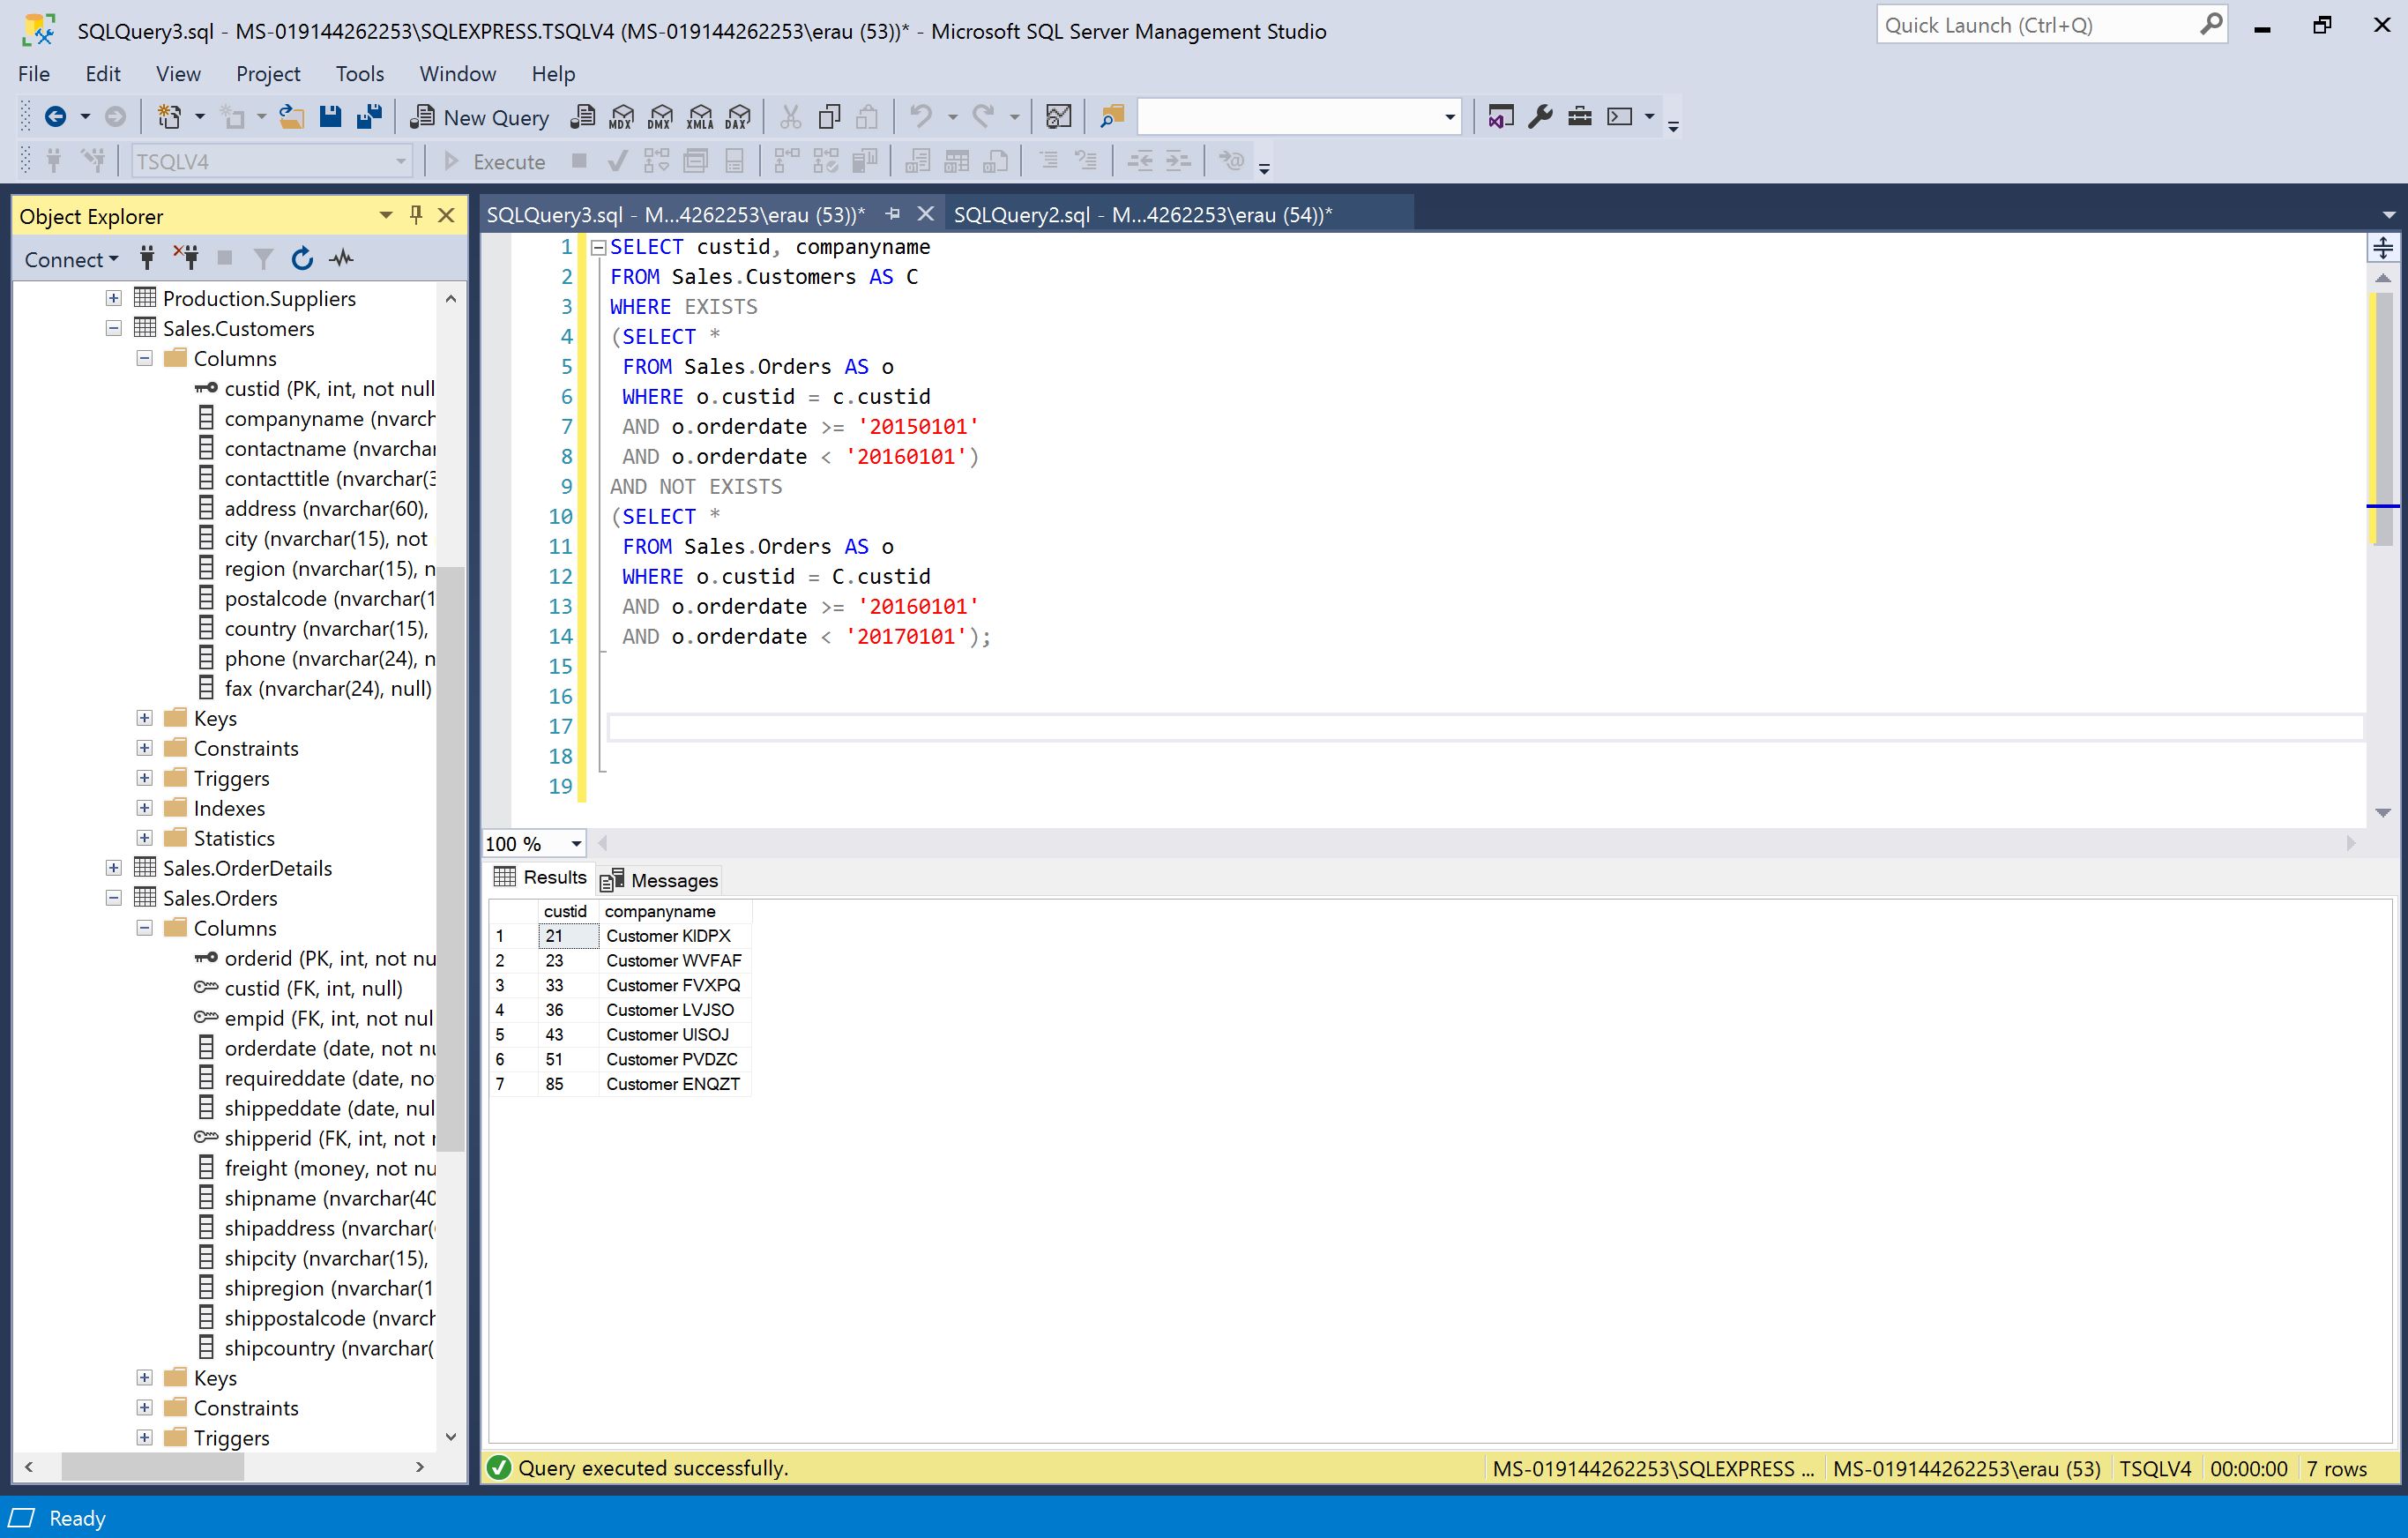 SQLQuery3.sql - MS-019144262253\SQLEXPRESS.TSQLV4 (MS-019144262253\erau (53))* - Microsoft SQL Server Management Studio
Quick Launch (Ctrl+Q)
File Edit View Project Tools Window Help
New Query MDX DMX XMLA DAX
TSQLV4 Execute
Object Explorer
Connect
Production.Suppliers
Sales.Customers
Columns
custid (PK, int, not null
companyname (nvarch
contactname (nvarchar
contacttitle (nvarchar(3
address (nvarchar(60),
city (nvarchar(15), not
region (nvarchar(15), n
postalcode (nvarchar(1
country (nvarchar(15),
phone (nvarchar(24), n
fax (nvarchar(24), null)
Keys
Constraints
Triggers
Indexes
Statistics
Sales.OrderDetails
Sales.Orders
Columns
orderid (PK, int, not nu
custid (FK, int, null)
empid (FK, int, not nul
orderdate (date, not nu
requireddate (date, no
shippeddate (date, nul
shipperid (FK, int, not n
freight (money, not nu
shipname (nvarchar(40
shipaddress (nvarchar(
shipcity (nvarchar(15),
shipregion (nvarchar(1
shippostalcode (nvarch
shipcountry (nvarchar(
Keys
Constraints
Triggers
SQLQuery3.sql - M...4262253\erau (53))* SQLQuery2.sql - M...4262253\erau (54))*
1 SELECT custid, companyname
2 FROM Sales.Customers AS C
3 WHERE EXISTS
4 (SELECT *
5 FROM Sales.Orders AS o
6 WHERE o.custid = c.custid
7 AND o.orderdate >= '20150101'
8 AND o.orderdate < '20160101')
9 AND NOT EXISTS
10 (SELECT *
11 FROM Sales.Orders AS o
12 WHERE o.custid = C.custid
13 AND o.orderdate >= '20160101'
14 AND o.orderdate < '20170101');
15
16
17
18
19
100 %
Results Messages
custid companyname
1 21 Customer KIDPX
2 23 Customer WVFAF
3 33 Customer FVXPQ
4 36 Customer LVJSO
5 43 Customer UISOJ
6 51 Customer PVDZC
7 85 Customer ENQZT
Query executed successfully. MS-019144262253\SQLEXPRESS ... MS-019144262253\erau (53) TSQLV4 00:00:00 7 rows
Ready